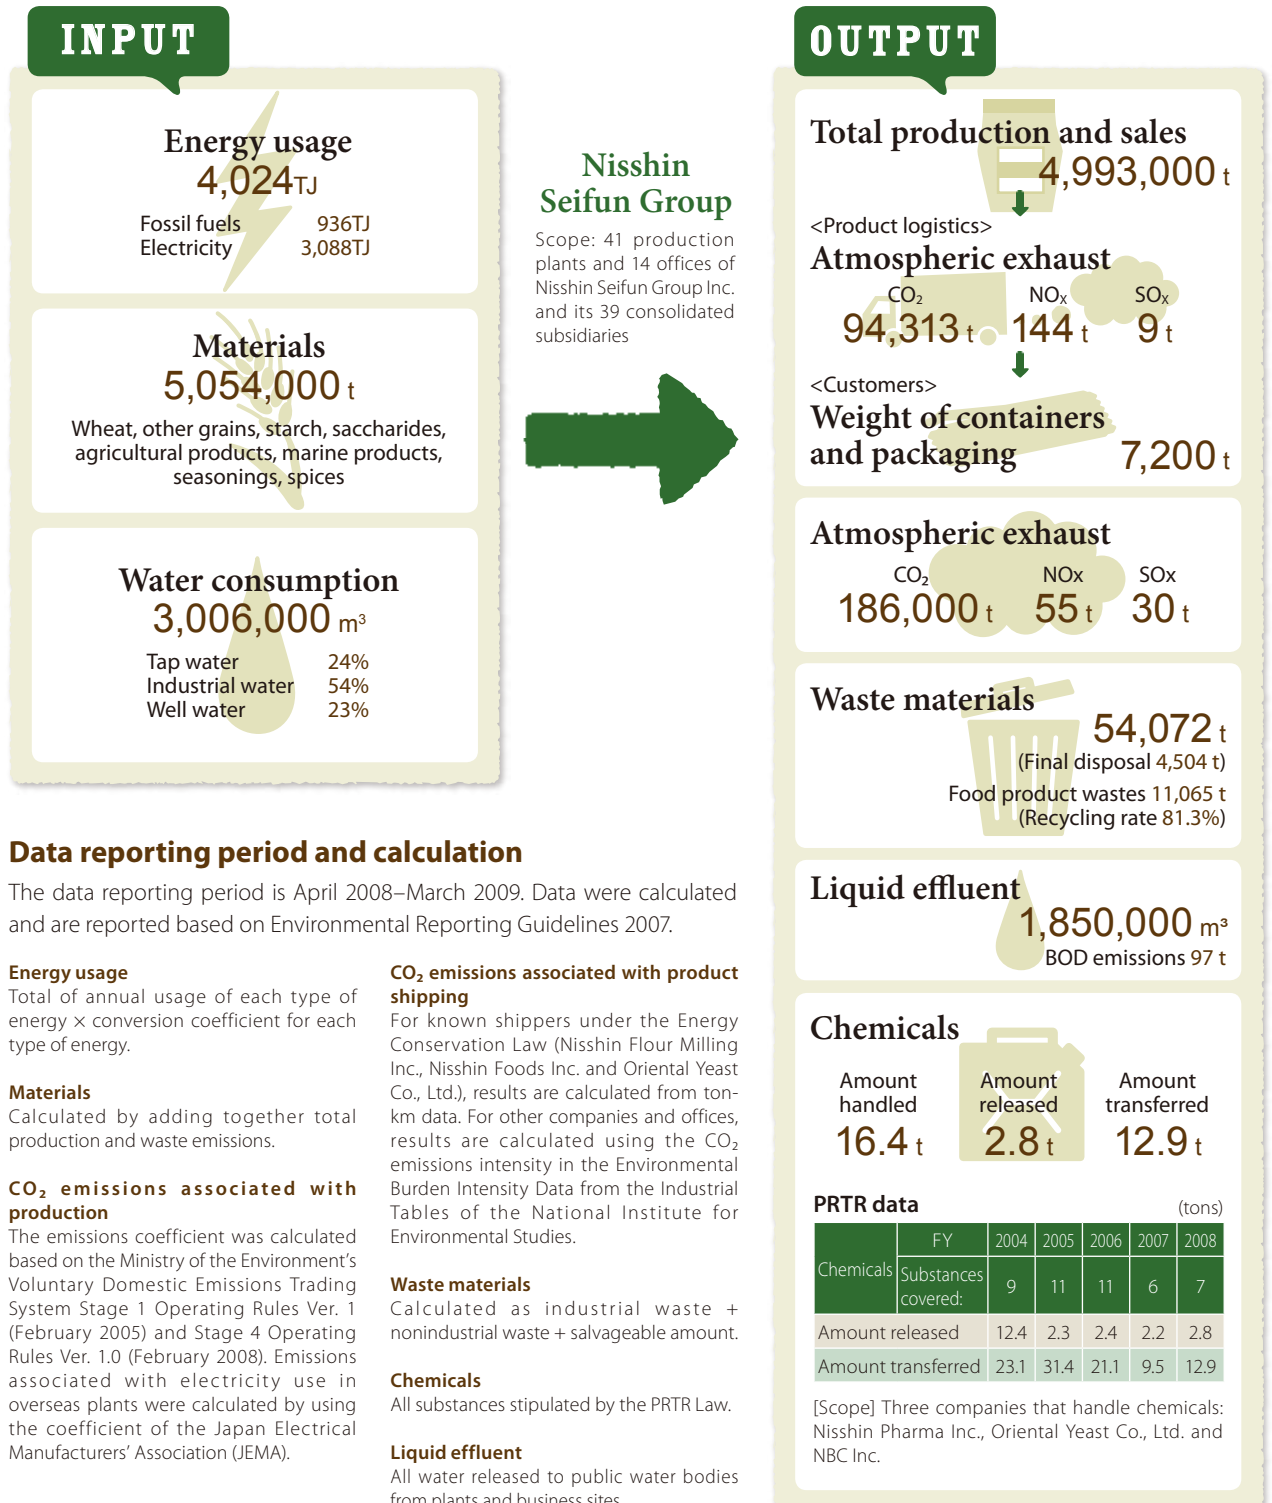 INPUT
Energy usage
4,024TJ
Fossil fuels 936TJ
Electricity 3,088TJ
Materials
5,054,000 t
Wheat, other grains, starch, saccharides,
agricultural products, marine products,
seasonings, spices
Water consumption
3,006,000 m³
Tap water 24%
Industrial water 54%
Well water 23%
Nisshin
Seifun Group
Scope: 41 production
plants and 14 offices of
Nisshin Seifun Group Inc.
and its 39 consolidated
subsidiaries
OUTPUT
Total production and sales
4,993,000 t
<Product logistics>
Atmospheric exhaust
CO₂ NOx SOx
94,313 t 144 t 9 t
<Customers>
Weight of containers
and packaging 7,200 t
Atmospheric exhaust
CO₂ NOx SOx
186,000 t 55 t 30 t
Waste materials
54,072 t
(Final disposal 4,504 t)
Food product wastes 11,065 t
(Recycling rate 81.3%)
Liquid effluent
1,850,000 m³
BOD emissions 97 t
Chemicals
Amount Amount Amount
handled released transferred
16.4 t 2.8 t 12.9 t
PRTR data (tons)
Chemicals FY 2004 2005 2006 2007 2008
Substances
covered: 9 11 11 6 7
Amount released 12.4 2.3 2.4 2.2 2.8
Amount transferred 23.1 31.4 21.1 9.5 12.9
[Scope] Three companies that handle chemicals:
Nisshin Pharma Inc., Oriental Yeast Co., Ltd. and
NBC Inc.
Data reporting period and calculation
The data reporting period is April 2008–March 2009. Data were calculated
and are reported based on Environmental Reporting Guidelines 2007.
Energy usage
Total of annual usage of each type of
energy × conversion coefficient for each
type of energy.
Materials
Calculated by adding together total
production and waste emissions.
CO₂ emissions associated with
production
The emissions coefficient was calculated
based on the Ministry of the Environment's
Voluntary Domestic Emissions Trading
System Stage 1 Operating Rules Ver. 1
(February 2005) and Stage 4 Operating
Rules Ver. 1.0 (February 2008). Emissions
associated with electricity use in
overseas plants were calculated by using
the coefficient of the Japan Electrical
Manufacturers' Association (JEMA).
CO₂ emissions associated with product
shipping
For known shippers under the Energy
Conservation Law (Nisshin Flour Milling
Inc., Nisshin Foods Inc. and Oriental Yeast
Co., Ltd.), results are calculated from ton-
km data. For other companies and offices,
results are calculated using the CO₂
emissions intensity in the Environmental
Burden Intensity Data from the Industrial
Tables of the National Institute for
Environmental Studies.
Waste materials
Calculated as industrial waste +
nonindustrial waste + salvageable amount.
Chemicals
All substances stipulated by the PRTR Law.
Liquid effluent
All water released to public water bodies
from plants and business sites.